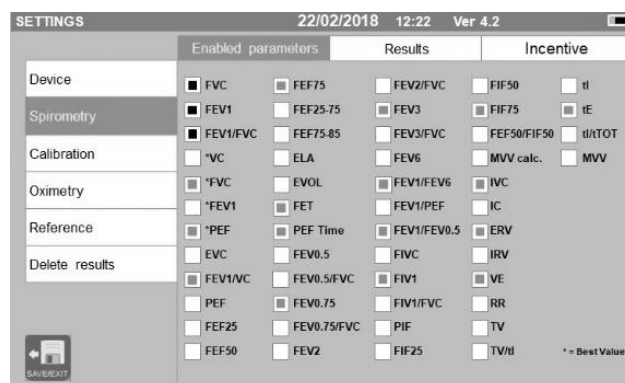 SETTINGS 22/02/2018 12:22 Ver 4.2
Enabled parameters Results Incentive
Device
Spirometry
Calibration
Oximetry
Reference
Delete results
FVC FEF75 FEV2/FVC FIF50 tI
FEV1 FEF25-75 FEV3 FIF75 tE
FEV1/FVC FEF75-85 FEV3/FVC FEF50/FIF50 tI/tTOT
*VC ELA FEV6 MVV calc. MVV
*FVC EVOL FEV1/FEV6 IVC
*FEV1 FET FEV1/PEF IC
*PEF PEF Time FEV1/FEV0.5 ERV
EVC FEV0.5 FIVC IRV
FEV1/VC FEV0.5/FVC FIV1 VE
PEF FEV0.75 FIV1/FVC RR
FEF25 FEV0.75/FVC PIF TV
FEF50 FEV2 FIF25 TV/tI * = Best Value
SAVE/EXIT